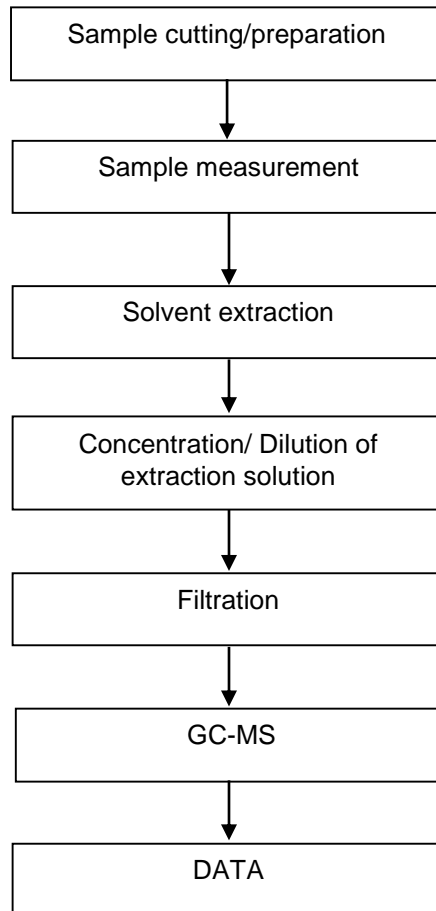 Sample cutting/preparation
Sample measurement
Solvent extraction
Concentration/ Dilution of
extraction solution
Filtration
GC-MS
DATA